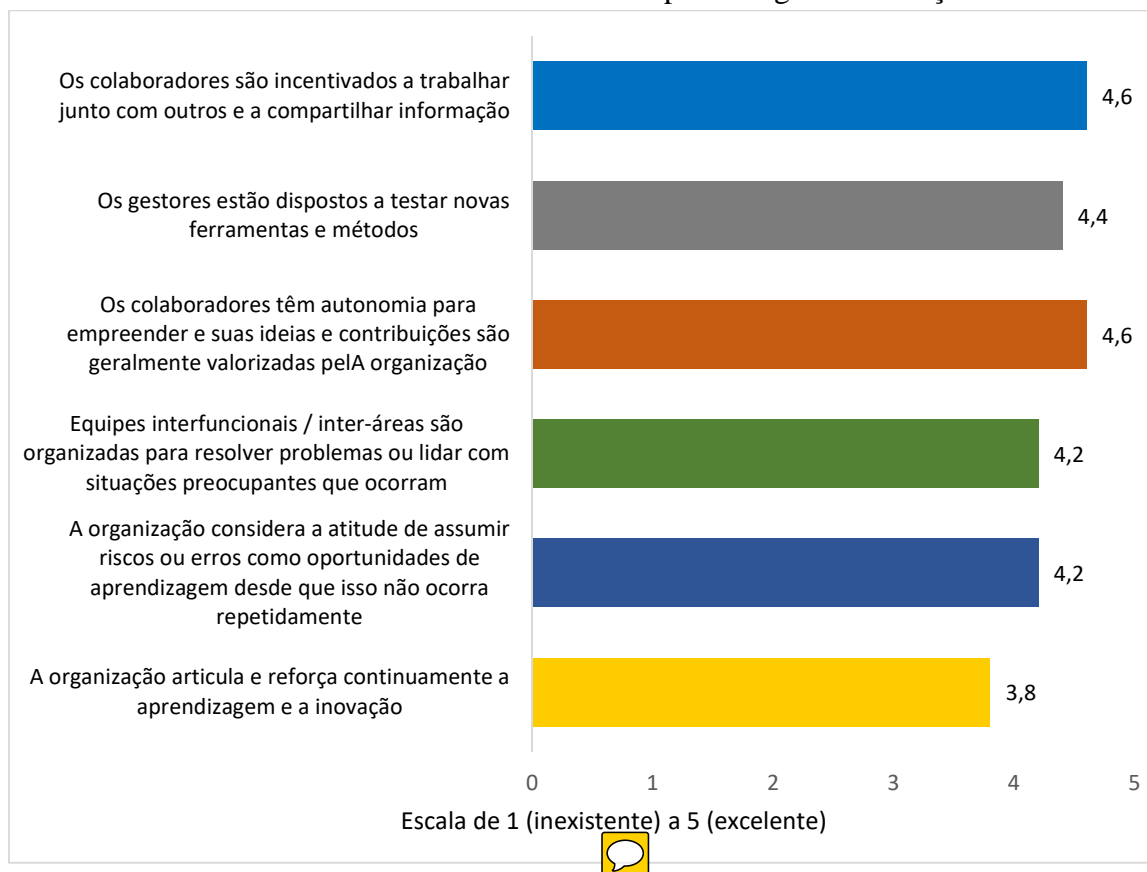 Os colaboradores são incentivados a trabalhar
junto com outros e a compartilhar informação
4,6
Os gestores estão dispostos a testar novas
ferramentas e métodos
4,4
Os colaboradores têm autonomia para
empreender e suas ideias e contribuições são
geralmente valorizadas pelA organização
4,6
Equipes interfuncionais / inter-áreas são
organizadas para resolver problemas ou lidar com
situações preocupantes que ocorram
4,2
A organização considera a atitude de assumir
riscos ou erros como oportunidades de
aprendizagem desde que isso não ocorra
repetidamente
4,2
A organização articula e reforça continuamente a
aprendizagem e a inovação
3,8
0 1 2 3 4 5
Escala de 1 (inexistente) a 5 (excelente)